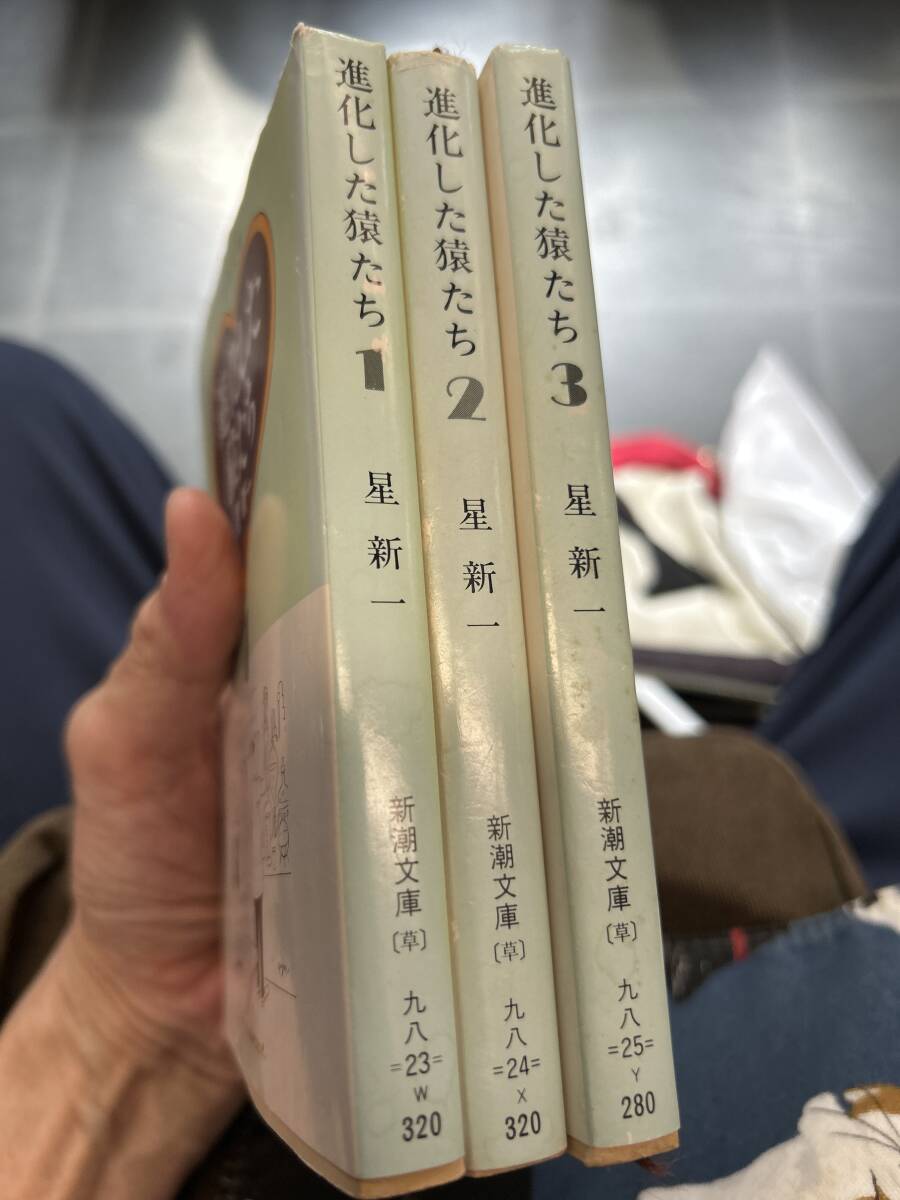 進化した猿たち
1
星新一
新潮文庫
〔草〕
九八
=23=
W
320
進化した猿たち
2
星新一
新潮文庫
〔草〕
九八
=24=
X
320
進化した猿たち
3
星新一
新潮文庫
〔草〕
九八
=25=
Y
280